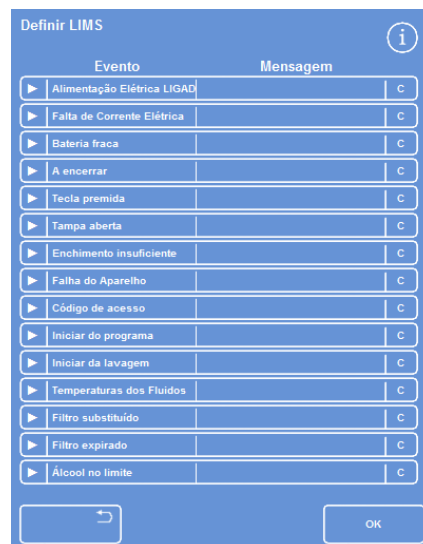 Definir LIMS
i
Evento Mensagem
Alimentação Elétrica LIGAD C
Falta de Corrente Elétrica C
Bateria fraca C
A encerrar C
Tecla premida C
Tampa aberta C
Enchimento insuficiente C
Falha do Aparelho C
Código de acesso C
Iniciar do programa C
Iniciar da lavagem C
Temperaturas dos Fluidos C
Filtro substituído C
Filtro expirado C
Álcool no limite C
OK